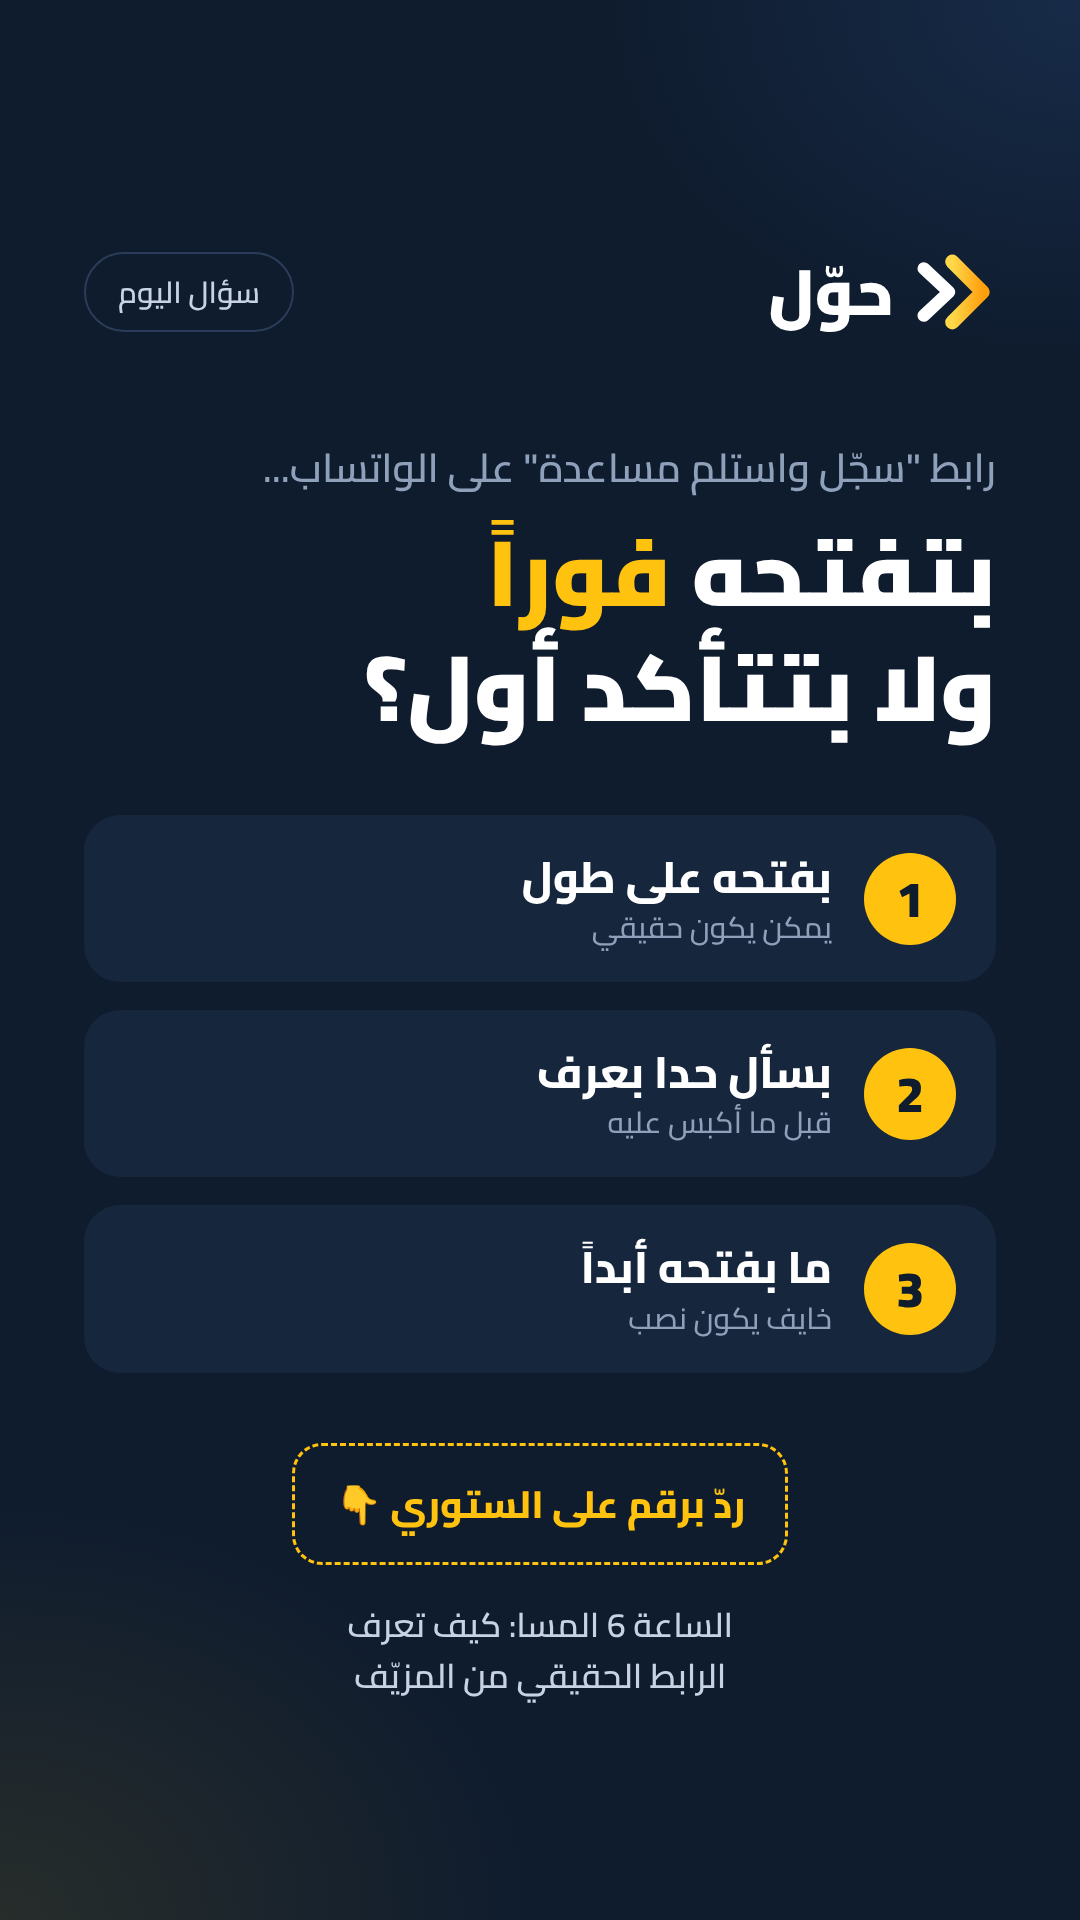 حوّل
سؤال اليوم
رابط "سجّل واستلم مساعدة" على الواتساب...
بتفتحه فوراً
ولا بتتأكد أول؟
1
بفتحه على طول
يمكن يكون حقيقي
2
بسأل حدا بعرف
قبل ما أكبس عليه
3
ما بفتحه أبداً
خايف يكون نصب
ردّ برقم على الستوري 👇
الساعة 6 المسا: كيف تعرف
الرابط الحقيقي من المزيّف